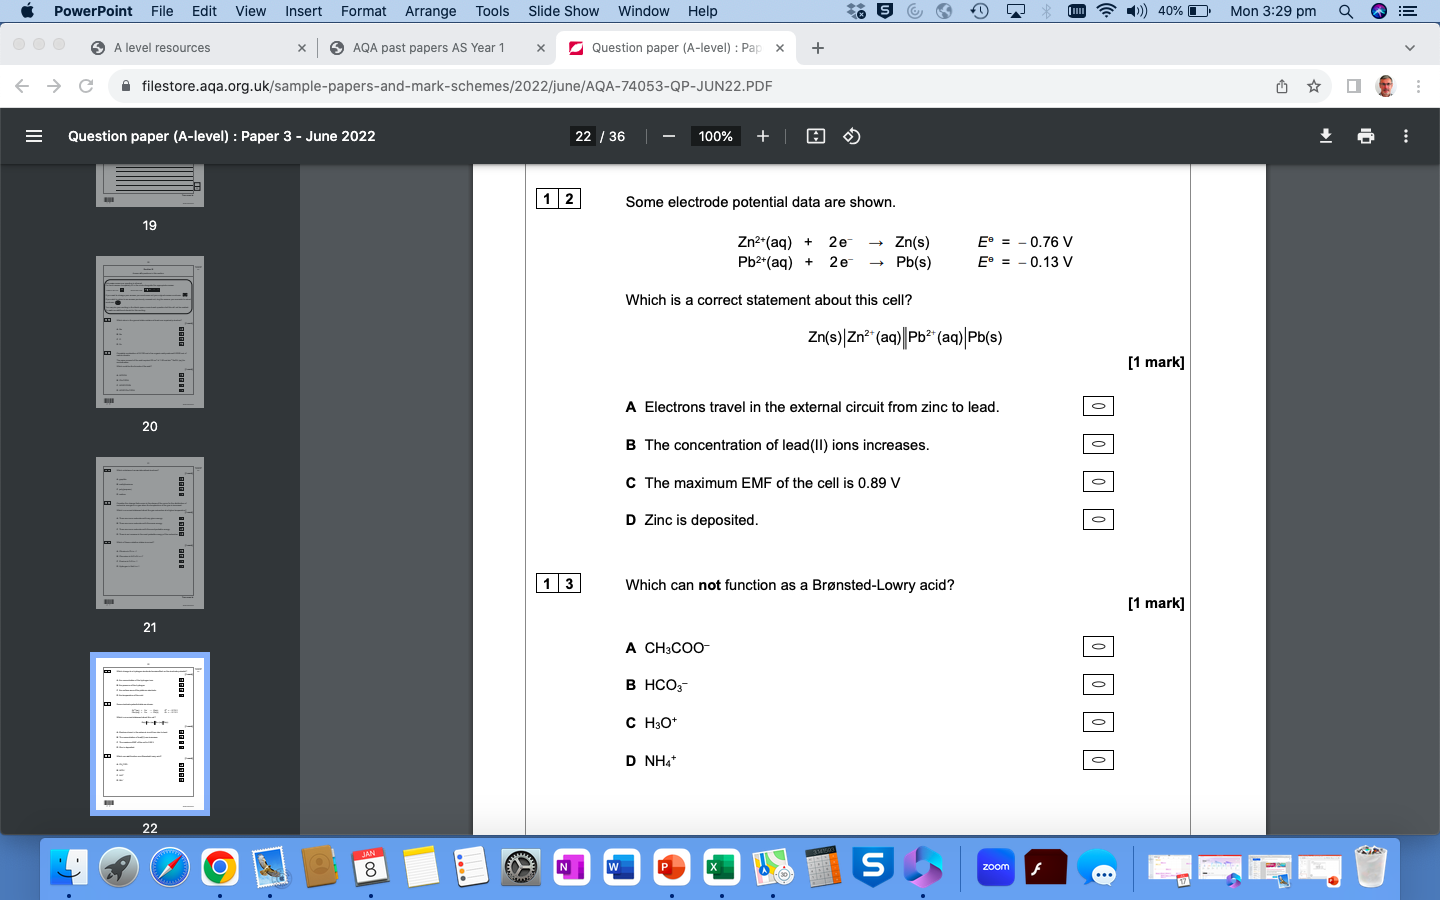 PowerPoint File Edit View Insert Format Arrange Tools Slide Show Window Help 40% Mon 3:29 pm
A level resources AQA past papers AS Year 1 Question paper (A-level) : Pap
filestore.aqa.org.uk/sample-papers-and-mark-schemes/2022/june/AQA-74053-QP-JUN22.PDF
Question paper (A-level) : Paper 3 - June 2022 22 / 36 100%
19
20
21
22
1 2 Some electrode potential data are shown.
Zn²⁺(aq) + 2e⁻ → Zn(s) E⦵ = – 0.76 V
Pb²⁺(aq) + 2e⁻ → Pb(s) E⦵ = – 0.13 V
Which is a correct statement about this cell?
Zn(s)|Zn²⁺(aq)||Pb²⁺(aq)|Pb(s)
[1 mark]
A Electrons travel in the external circuit from zinc to lead.
B The concentration of lead(II) ions increases.
C The maximum EMF of the cell is 0.89 V
D Zinc is deposited.
1 3 Which can not function as a Brønsted-Lowry acid?
[1 mark]
A CH₃COO⁻
B HCO₃⁻
C H₃O⁺
D NH₄⁺
JAN
8
N W P X 3D S zoom f
17